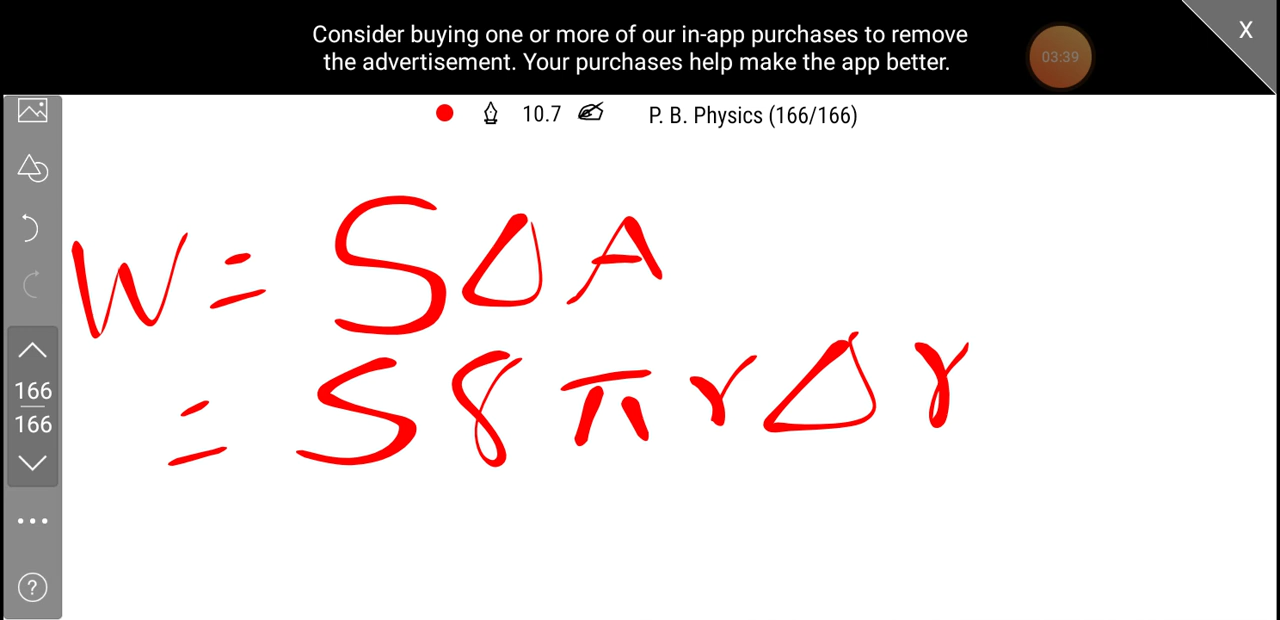 Consider buying one or more of our in-app purchases to remove
the advertisement. Your purchases help make the app better.
03:39
X
10.7 P. B. Physics (166/166)
W = SΔA
= S8πrΔr
166
166
?